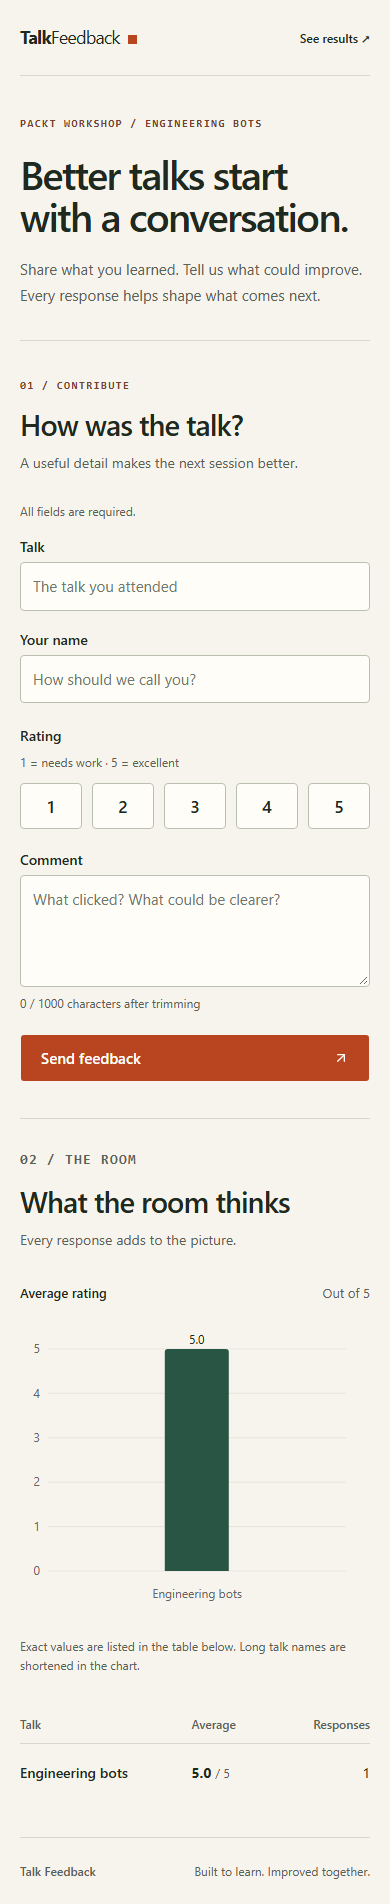 TalkFeedback
See results ↗
PACKT WORKSHOP / ENGINEERING BOTS
Better talks start
with a conversation.
Share what you learned. Tell us what could improve.
Every response helps shape what comes next.
01 / CONTRIBUTE
How was the talk?
A useful detail makes the next session better.
All fields are required.
Talk
The talk you attended
Your name
How should we call you?
Rating
1 = needs work · 5 = excellent
1 2 3 4 5
Comment
What clicked? What could be clearer?
0 / 1000 characters after trimming
Send feedback
02 / THE ROOM
What the room thinks
Every response adds to the picture.
Average rating Out of 5
5.0
5
4
3
2
1
0
Engineering bots
Exact values are listed in the table below. Long talk names are
shortened in the chart.
Talk Average Responses
Engineering bots 5.0 / 5 1
Talk Feedback Built to learn. Improved together.